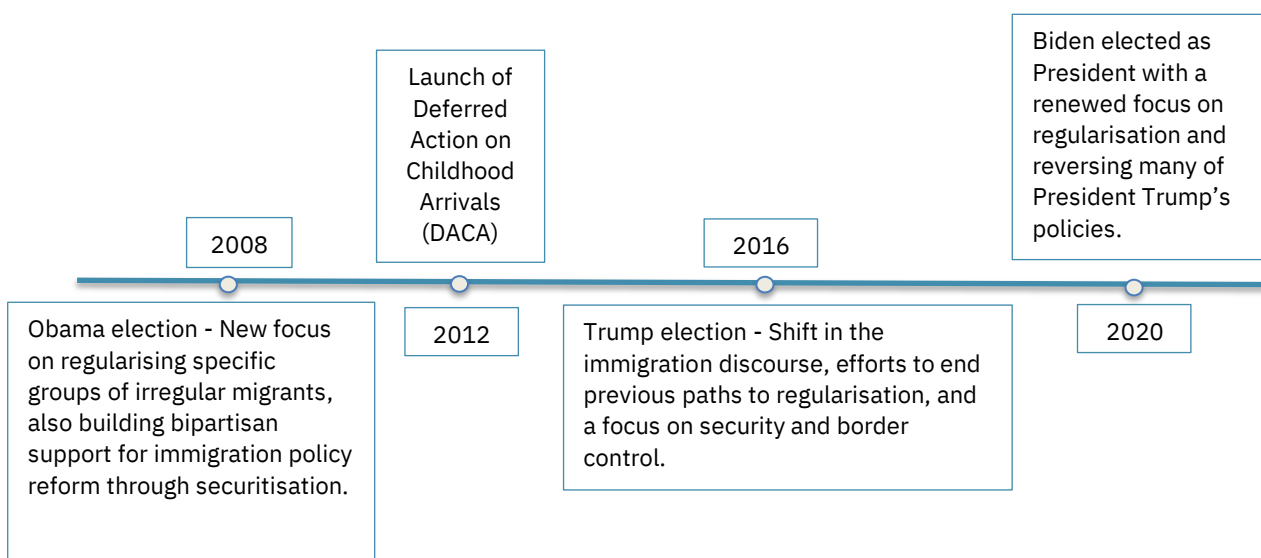 2008
Obama election - New focus
on regularising specific
groups of irregular migrants,
also building bipartisan
support for immigration policy
reform through securitisation.
Launch of
Deferred
Action on
Childhood
Arrivals
(DACA)
2012
2016
Trump election - Shift in the
immigration discourse, efforts to end
previous paths to regularisation, and
a focus on security and border
control.
Biden elected as
President with a
renewed focus on
regularisation and
reversing many of
President Trump’s
policies.
2020